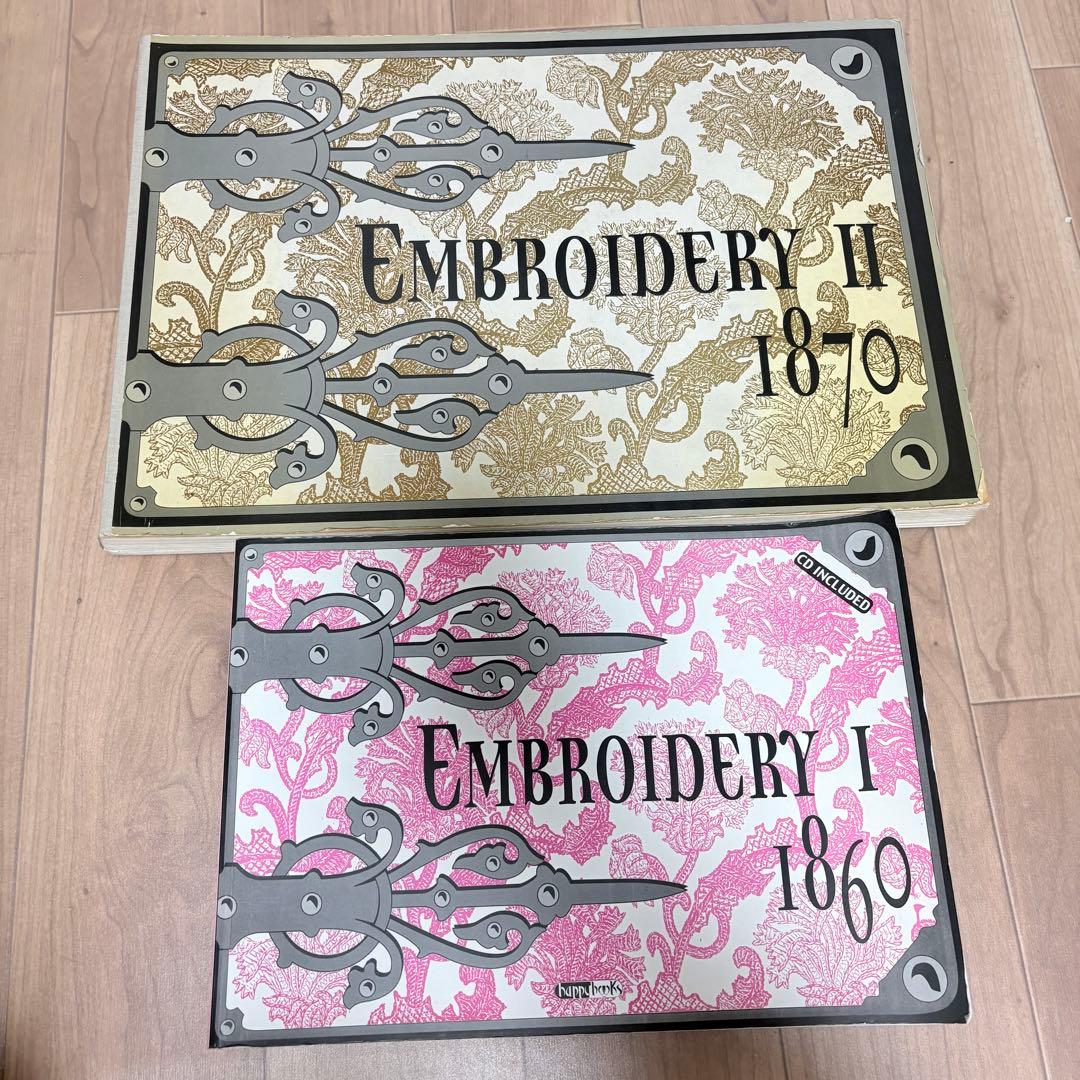 EMBROIDERY II
1870
CD INCLUDED
EMBROIDERY I
1860
happybooks